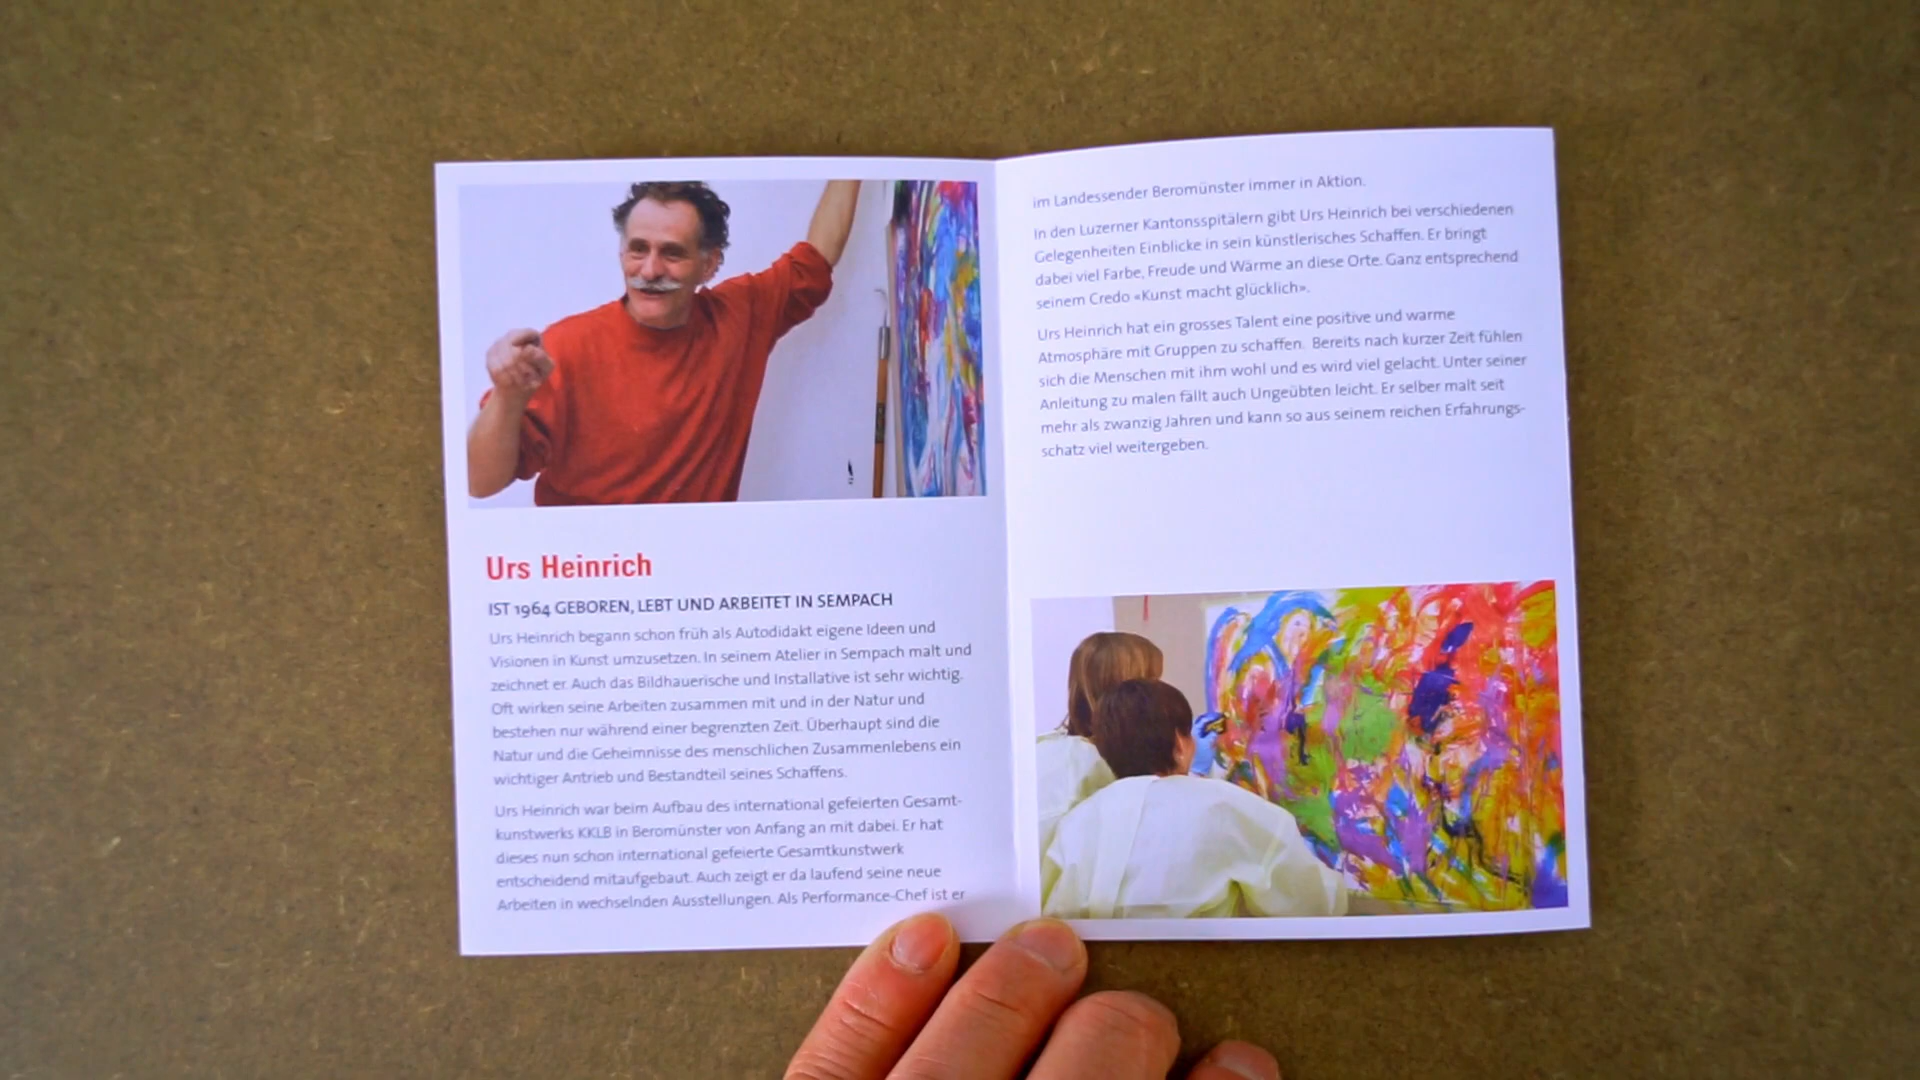 Urs Heinrich
IST 1964 GEBOREN, LEBT UND ARBEITET IN SEMPACH
Urs Heinrich begann schon früh als Autodidakt eigene Ideen und
Visionen in Kunst umzusetzen. In seinem Atelier in Sempach malt und
zeichnet er. Auch das Bildhauerische und Installative ist sehr wichtig.
Oft wirken seine Arbeiten zusammen mit und in der Natur und
bestehen nur während einer begrenzten Zeit. Überhaupt sind die
Natur und die Geheimnisse des menschlichen Zusammenlebens ein
wichtiger Antrieb und Bestandteil seines Schaffens.
Urs Heinrich war beim Aufbau des international gefeierten Gesamt-
kunstwerks KKLB in Beromünster von Anfang an mit dabei. Er hat
dieses nun schon international gefeierte Gesamtkunstwerk
entscheidend mitaufgebaut. Auch zeigt er da laufend seine neue
Arbeiten in wechselnden Ausstellungen. Als Performance-Chef ist er
im Landessender Beromünster immer in Aktion.
In den Luzerner Kantonsspitälern gibt Urs Heinrich bei verschiedenen
Gelegenheiten Einblicke in sein künstlerisches Schaffen. Er bringt
dabei viel Farbe, Freude und Wärme an diese Orte. Ganz entsprechend
seinem Credo «Kunst macht glücklich».
Urs Heinrich hat ein grosses Talent eine positive und warme
Atmosphäre mit Gruppen zu schaffen. Bereits nach kurzer Zeit fühlen
sich die Menschen mit ihm wohl und es wird viel gelacht. Unter seiner
Anleitung zu malen fällt auch Ungeübten leicht. Er selber malt seit
mehr als zwanzig Jahren und kann so aus seinem reichen Erfahrungs-
schatz viel weitergeben.